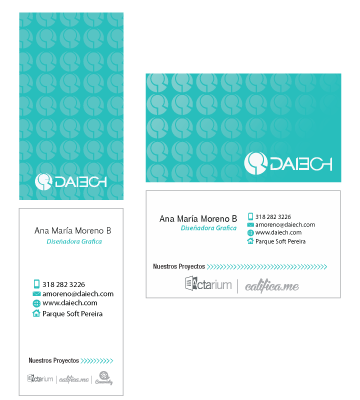 DAIECH
Ana María Moreno B
Diseñadora Grafica
318 282 3226
amoreno@daiech.com
www.daiech.com
Parque Soft Pereira
Nuestros Proyectos >>>>>>>>>>
Actarium | califica.me |
DAIECH
Ana María Moreno B
Diseñadora Grafica
318 282 3226
amoreno@daiech.com
www.daiech.com
Parque Soft Pereira
Nuestros Proyectos >>>>>>>>>>>>>>>>>>>>>>>>>>>>>>
Actarium | califica.me